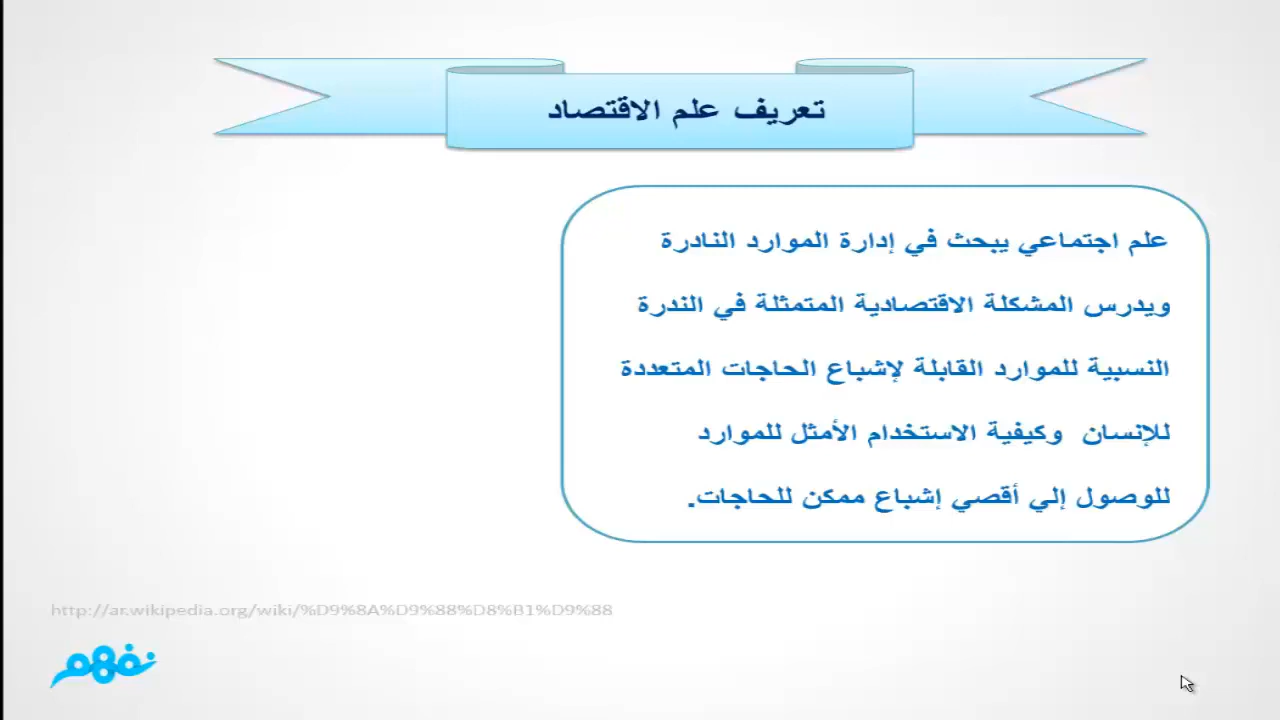 تعريف علم الاقتصاد
علم اجتماعي يبحث في إدارة الموارد النادرة
ويدرس المشكلة الاقتصادية المتمثلة في الندرة
النسبية للموارد القابلة لإشباع الحاجات المتعددة
للإنسان وكيفية الاستخدام الأمثل للموارد
للوصول إلي أقصي إشباع ممكن للحاجات.
http://ar.wikipedia.org/wiki/%D9%8A%D9%88%D8%B1%D9%88
نفهم